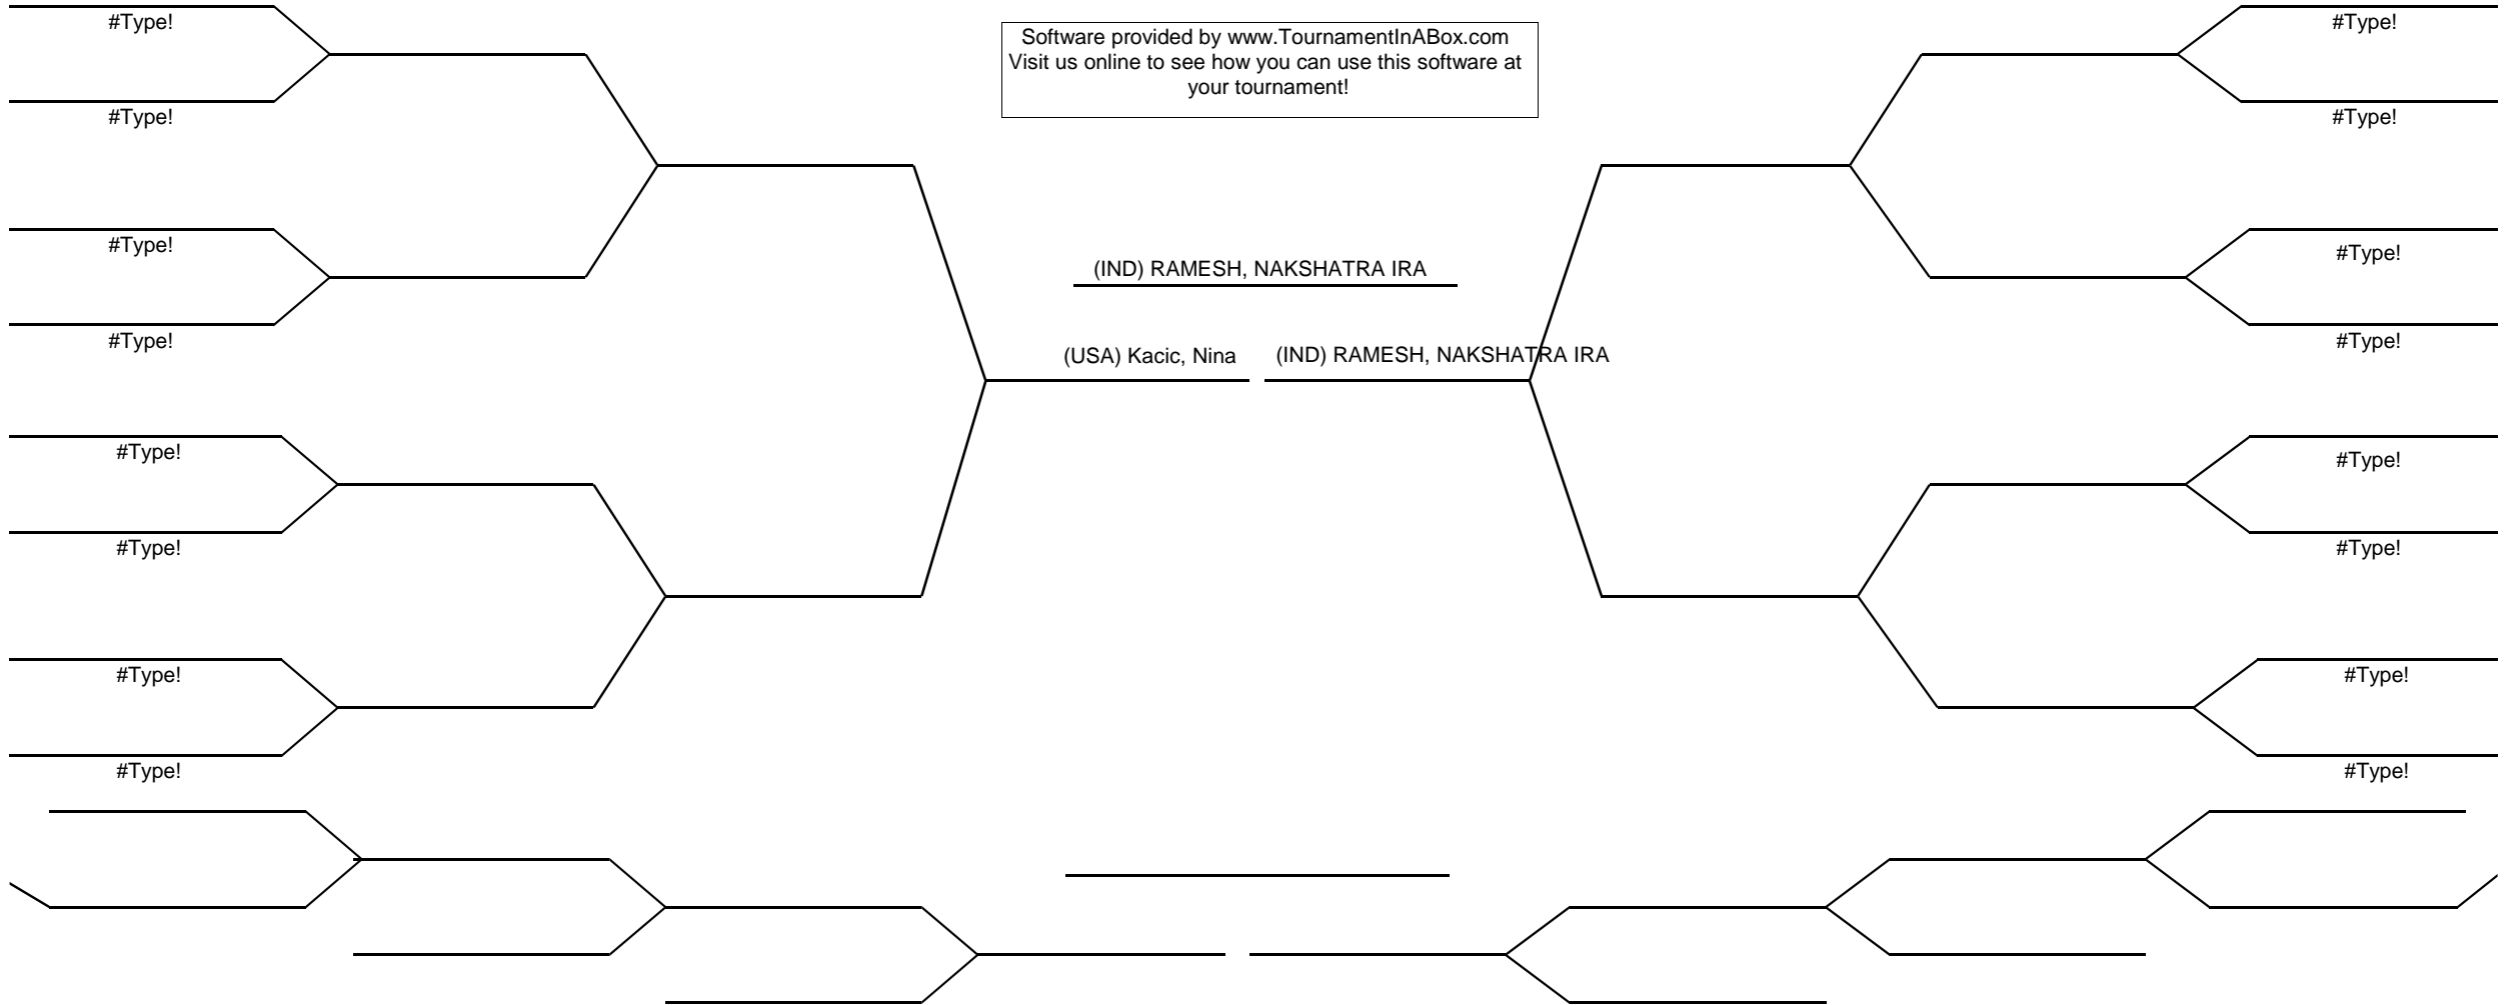 #Type!
#Type!
Software provided by www.TournamentInABox.com
Visit us online to see how you can use this software at
your tournament!
#Type!
#Type!
#Type!
#Type!
(IND) RAMESH, NAKSHATRA IRA
#Type!
#Type!
(USA) Kacic, Nina
(IND) RAMESH, NAKSHATRA IRA
#Type!
#Type!
#Type!
#Type!
#Type!
#Type!
#Type!
#Type!